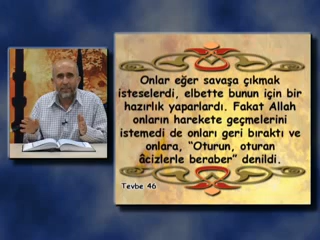 Onlar eğer savaşa çıkmak
isteselerdi, elbette bunun için bir
hazırlık yaparlardı. Fakat Allah
onların harekete geçmelerini
istemedi de onları geri bıraktı ve
onlara, “Oturun, oturan
âcizlerle beraber” denildi.
Tevbe 46